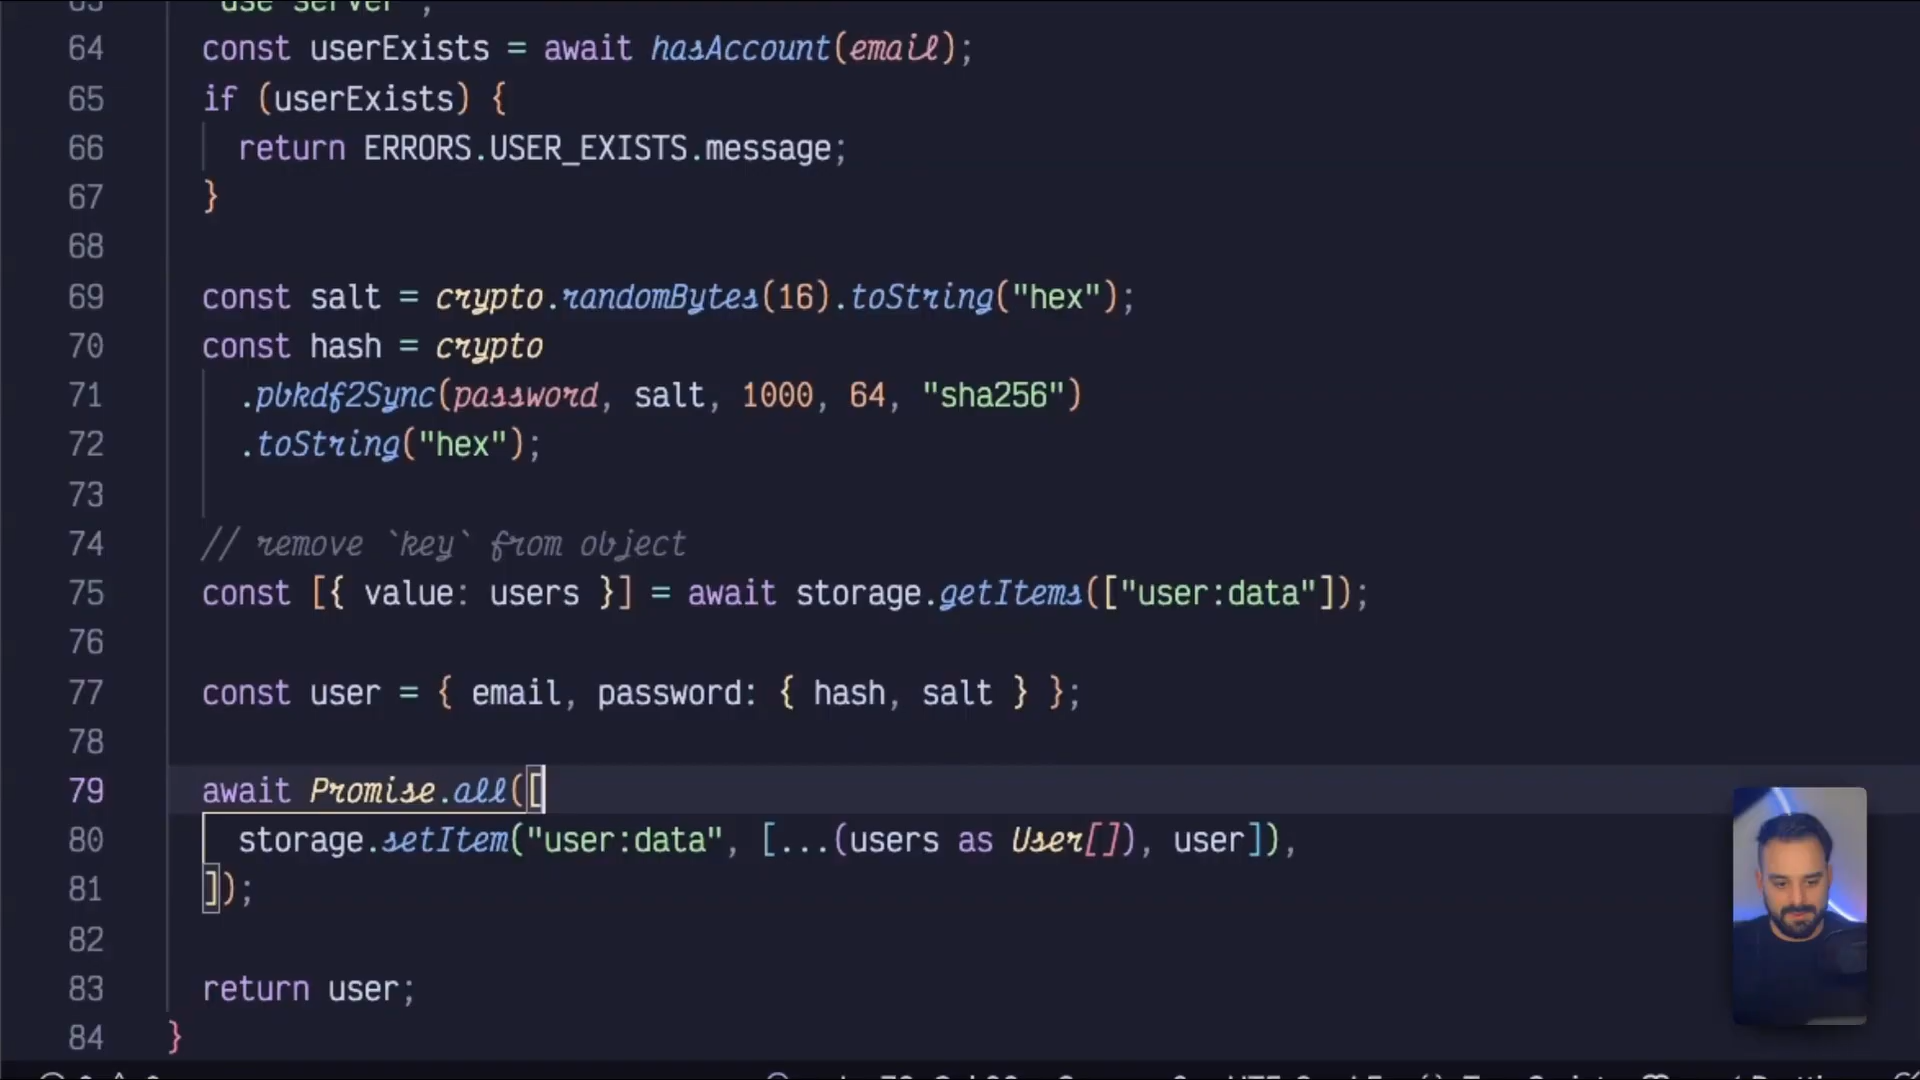 64 const userExists = await hasAccount(email);
65 if (userExists) {
66 return ERRORS.USER_EXISTS.message;
67 }
68
69 const salt = crypto.randomBytes(16).toString("hex");
70 const hash = crypto
71 .pbkdf2Sync(password, salt, 1000, 64, "sha256")
72 .toString("hex");
73
74 // remove `key` from object
75 const [{ value: users }] = await storage.getItems(["user:data"]);
76
77 const user = { email, password: { hash, salt } };
78
79 await Promise.all([
80 storage.setItem("user:data", [...(users as User[]), user]),
81 ]);
82
83 return user;
84 }